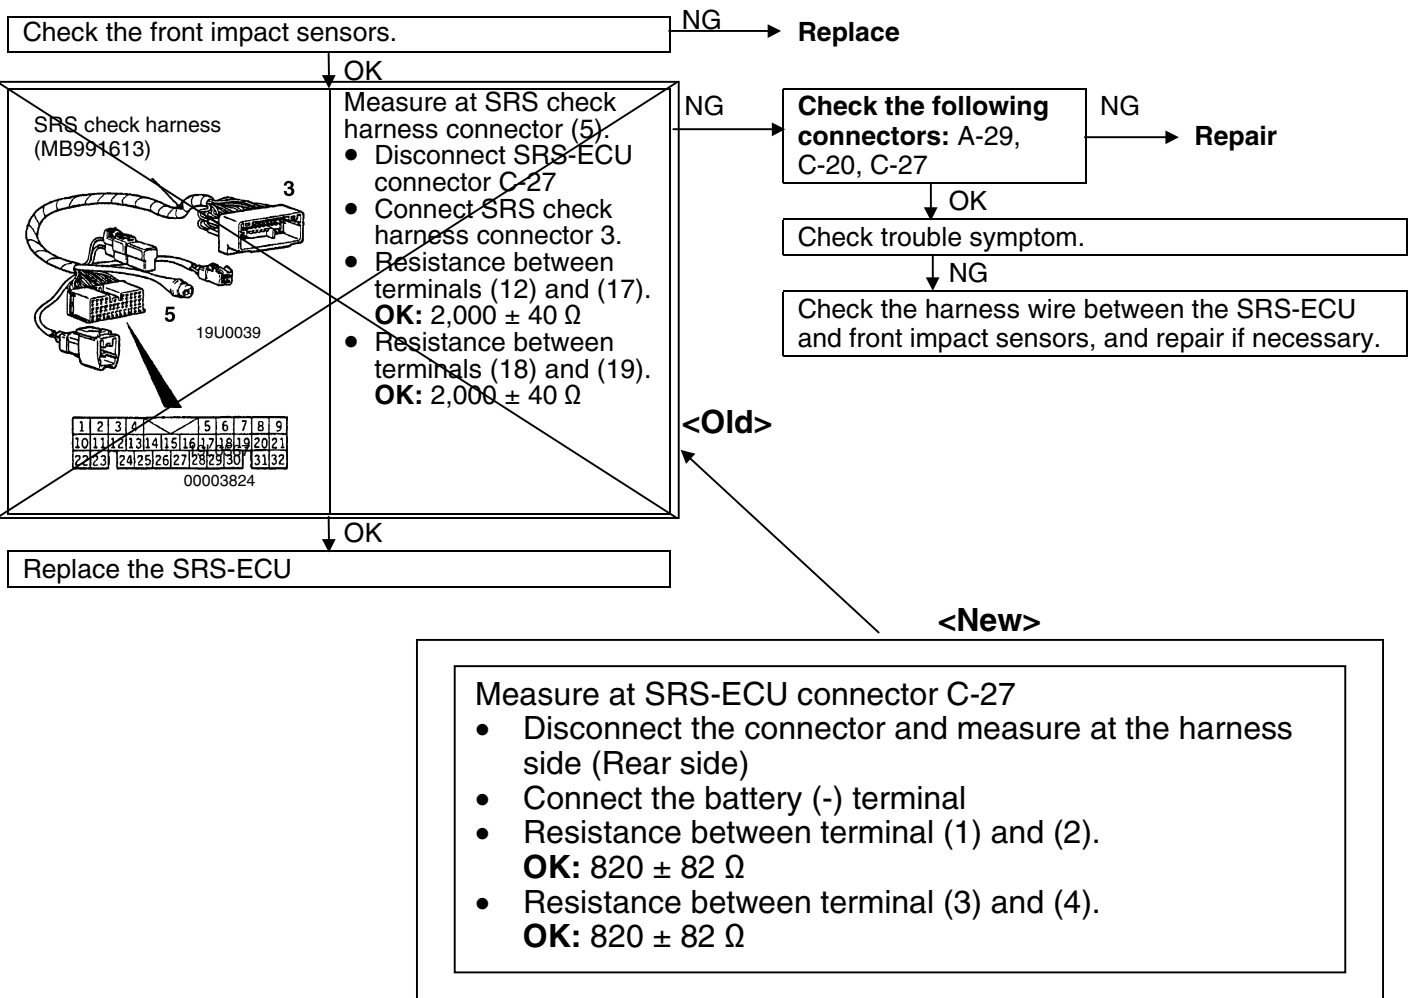 Check the front impact sensors.
NG
Replace
OK
SRS check harness
(MB991613)
3
5
19U0039
1 2 3 4 5 6 7 8 9
10 11 12 13 14 15 16 17 18 19 20 21
22 23 24 25 26 27 28 29 30 31 32
00003824
Measure at SRS check
harness connector (5).
• Disconnect SRS-ECU
connector C-27
• Connect SRS check
harness connector 3.
• Resistance between
terminals (12) and (17).
OK: 2,000 ± 40 Ω
• Resistance between
terminals (18) and (19).
OK: 2,000 ± 40 Ω
NG
Check the following
connectors: A-29,
C-20, C-27
NG
Repair
OK
Check trouble symptom.
NG
Check the harness wire between the SRS-ECU
and front impact sensors, and repair if necessary.
<Old>
OK
Replace the SRS-ECU
<New>
Measure at SRS-ECU connector C-27
• Disconnect the connector and measure at the harness
side (Rear side)
• Connect the battery (-) terminal
• Resistance between terminal (1) and (2).
OK: 820 ± 82 Ω
• Resistance between terminal (3) and (4).
OK: 820 ± 82 Ω